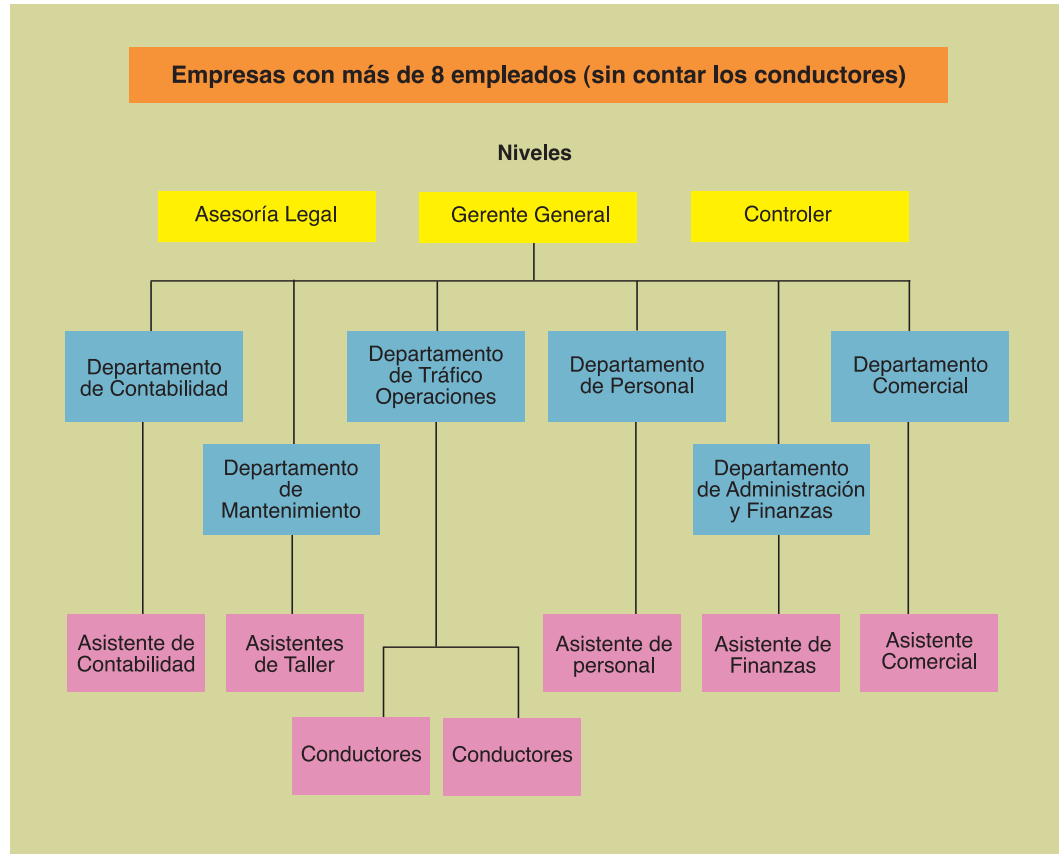 Empresas con más de 8 empleados (sin contar los conductores)
Niveles
Asesoría Legal
Gerente General
Controler
Departamento
de Contabilidad
Departamento
de Tráfico
Operaciones
Departamento
de Personal
Departamento
Comercial
Departamento
de
Mantenimiento
Departamento
de Administración
y Finanzas
Asistente de
Contabilidad
Asistentes
de Taller
Asistente de
personal
Asistente de
Finanzas
Asistente
Comercial
Conductores
Conductores